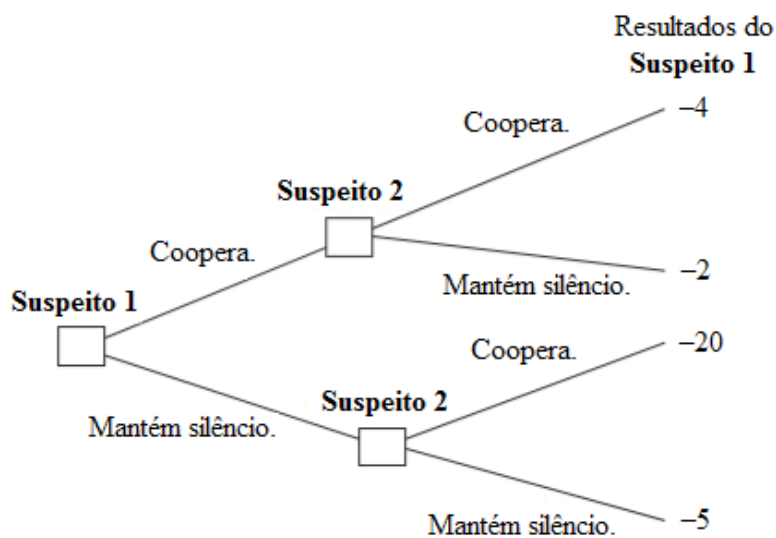 Resultados do
Suspeito 1
Coopera.
–4
Suspeito 2
Coopera.
Mantém silêncio.
–2
Suspeito 1
Coopera.
–20
Suspeito 2
Mantém silêncio.
Mantém silêncio.
–5